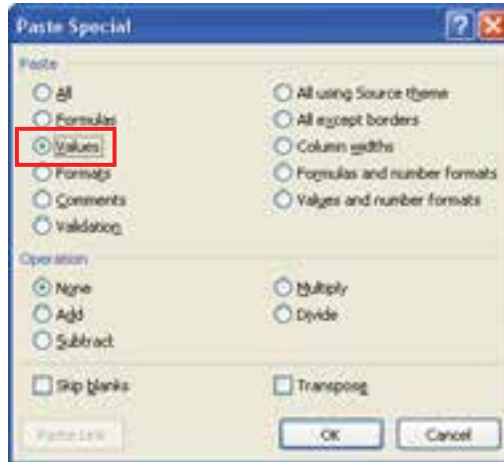 Paste Special
Paste
All
Formulas
Values
Formats
Comments
Validation
All using Source theme
All except borders
Column widths
Formulas and number formats
Values and number formats
Operation
None
Add
Subtract
Multiply
Divide
Skip blanks
Transpose
Paste Link
OK
Cancel